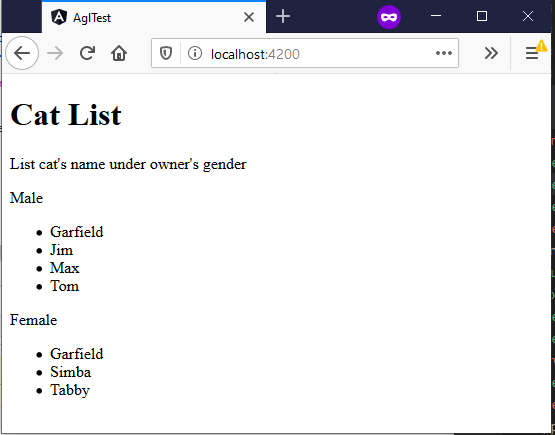 AglTest
localhost:4200
Cat List
List cat's name under owner's gender
Male
Garfield
Jim
Max
Tom
Female
Garfield
Simba
Tabby